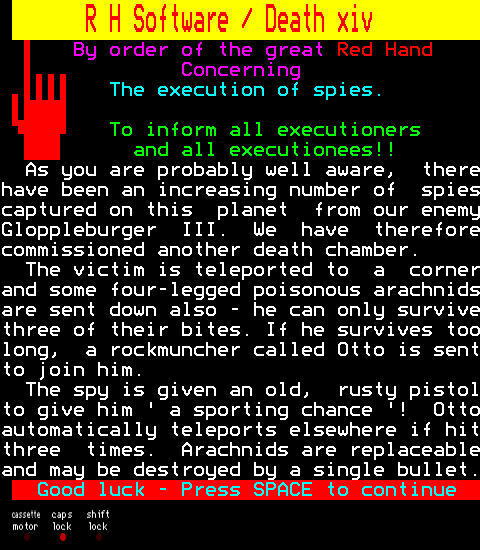 R H Software / Death xiv
By order of the great Red Hand
Concerning
The execution of spies.
To inform all executioners
and all executionees!!
As you are probably well aware, there
have been an increasing number of spies
captured on this planet from our enemy
Gloppleburger III. We have therefore
commissioned another death chamber.
The victim is teleported to a corner
and some four-legged poisonous arachnids
are sent down also - he can only survive
three of their bites. If he survives too
long, a rockmuncher called Otto is sent
to join him.
The spy is given an old, rusty pistol
to give him ' a sporting chance '! Otto
automatically teleports elsewhere if hit
three times. Arachnids are replaceable
and may be destroyed by a single bullet.
Good luck - Press SPACE to continue
cassette caps shift
motor lock lock